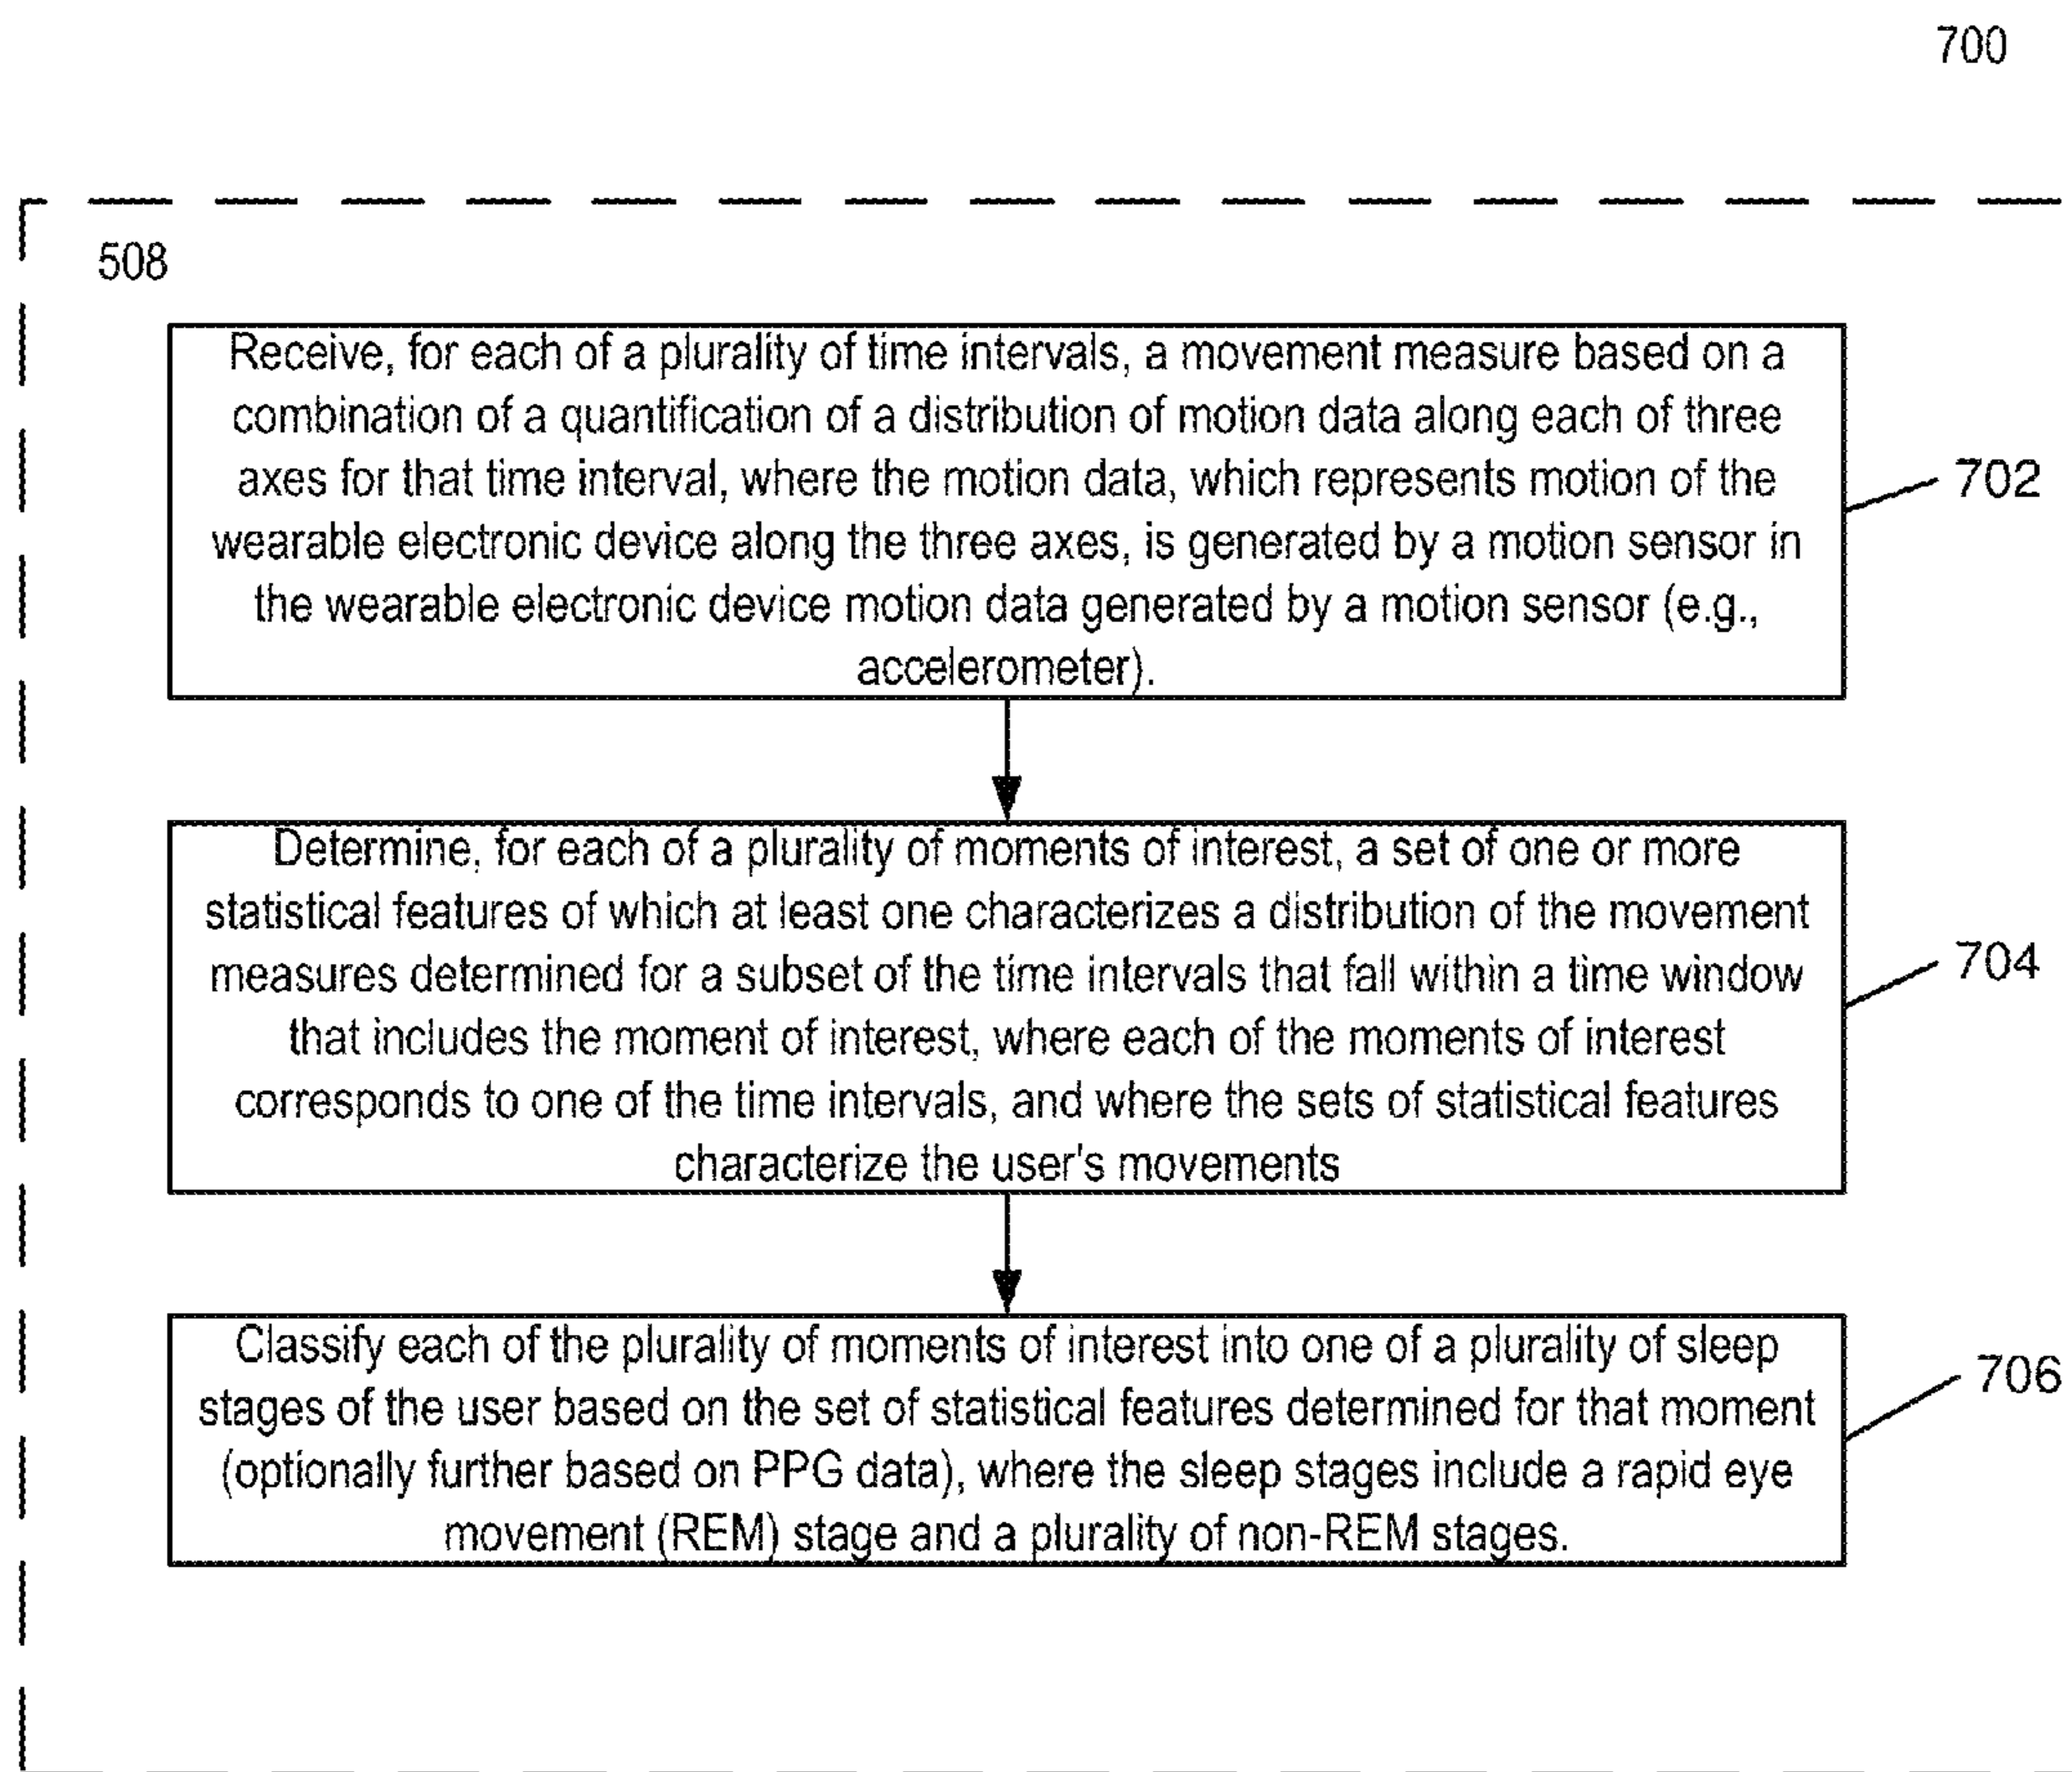 700
508
Receive, for each of a plurality of time intervals, a movement measure based on a
combination of a quantification of a distribution of motion data along each of three
axes for that time interval, where the motion data, which represents motion of the
wearable electronic device along the three axes, is generated by a motion sensor in
the wearable electronic device motion data generated by a motion sensor (e.g.,
accelerometer).
702
Determine, for each of a plurality of moments of interest, a set of one or more
statistical features of which at least one characterizes a distribution of the movement
measures determined for a subset of the time intervals that fall within a time window
that includes the moment of interest, where each of the moments of interest
corresponds to one of the time intervals, and where the sets of statistical features
characterize the user's movements
704
Classify each of the plurality of moments of interest into one of a plurality of sleep
stages of the user based on the set of statistical features determined for that moment
(optionally further based on PPG data), where the sleep stages include a rapid eye
movement (REM) stage and a plurality of non-REM stages.
706